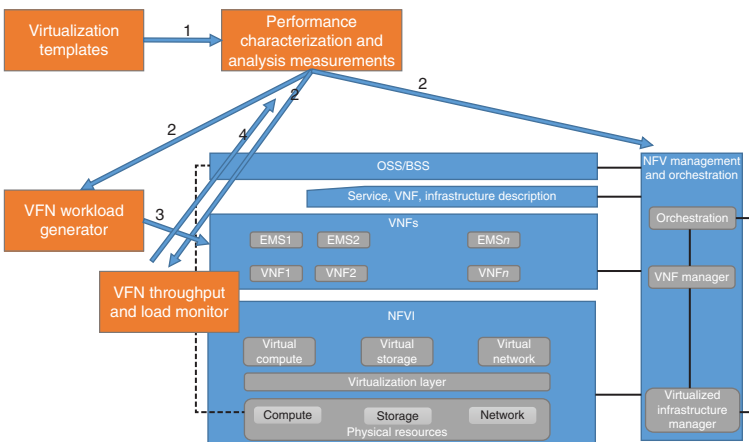 Virtualization
templates
1
Performance
characterization and
analysis measurements
2
2
2
4
OSS/BSS
NFV management
and orchestration
Service, VNF, infrastructure description
VFN workload
generator
3
VNFs
Orchestration
EMS1
EMS2
EMSn
VNF1
VNF2
VNFn
VNF manager
VFN throughput
and load monitor
NFVI
Virtual
compute
Virtual
storage
Virtual
network
Virtualization layer
Virtualized
infrastructure
manager
Compute
Storage
Network
Physical resources